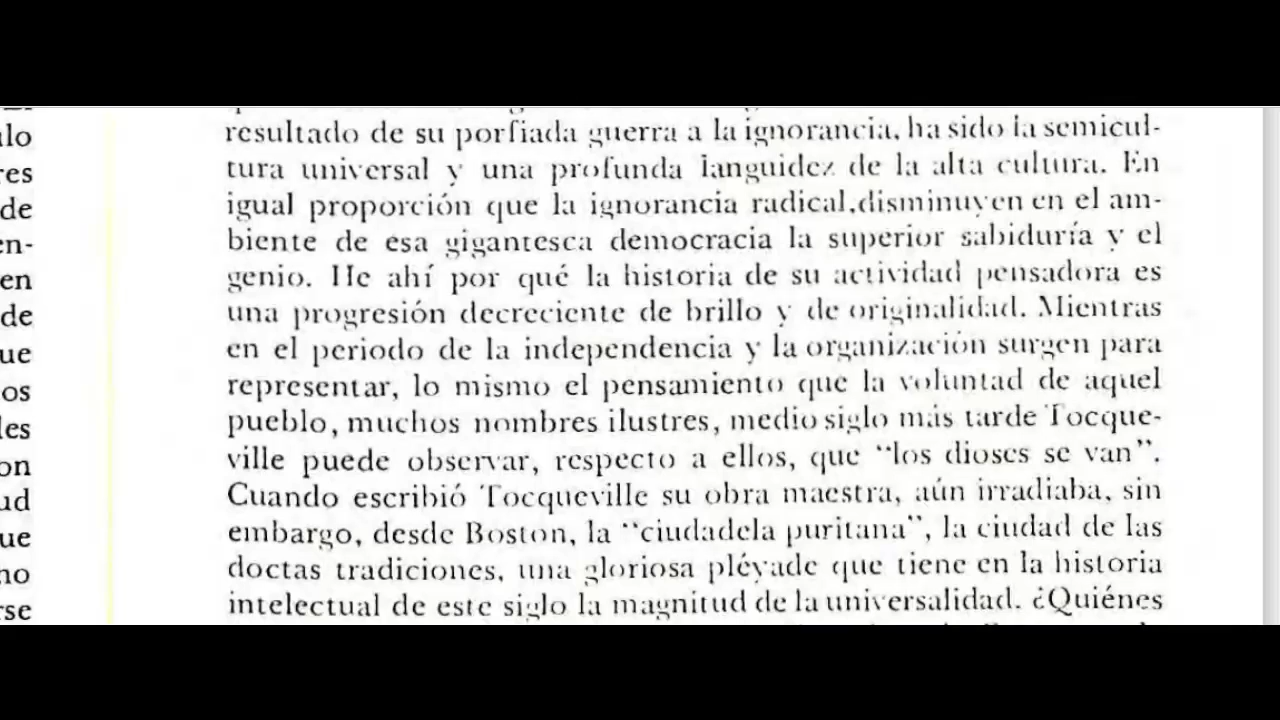 resultado de su porfiada guerra a la ignorancia, ha sido la semicul-
tura universal y una profunda languidez de la alta cultura. En
igual proporción que la ignorancia radical, disminuyen en el am-
biente de esa gigantesca democracia la superior sabiduría y el
genio. He ahí por qué la historia de su actividad pensadora es
una progresión decreciente de brillo y de originalidad. Mientras
en el periodo de la independencia y la organización surgen para
representar, lo mismo el pensamiento que la voluntad de aquel
pueblo, muchos nombres ilustres, medio siglo más tarde Tocque-
ville puede observar, respecto a ellos, que “los dioses se van”.
Cuando escribió Tocqueville su obra maestra, aún irradiaba, sin
embargo, desde Boston, la “ciudadela puritana”, la ciudad de las
doctas tradiciones, una gloriosa pléyade que tiene en la historia
intelectual de este siglo la magnitud de la universalidad. ¿Quiénes